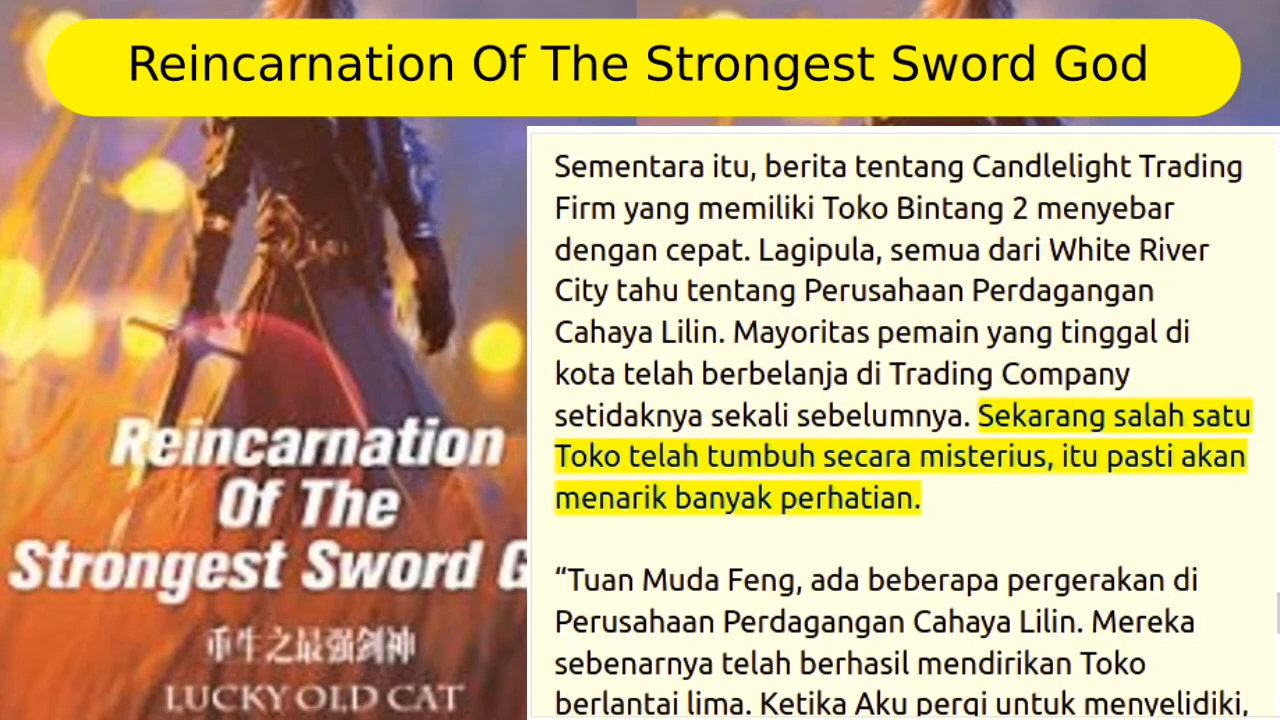 Reincarnation Of The Strongest Sword God
Reincarnation
Of The
Strongest Sword G
重生之最强剑神
LUCKY OLD CAT
Sementara itu, berita tentang Candlelight Trading
Firm yang memiliki Toko Bintang 2 menyebar
dengan cepat. Lagipula, semua dari White River
City tahu tentang Perusahaan Perdagangan
Cahaya Lilin. Mayoritas pemain yang tinggal di
kota telah berbelanja di Trading Company
setidaknya sekali sebelumnya. Sekarang salah satu
Toko telah tumbuh secara misterius, itu pasti akan
menarik banyak perhatian.
“Tuan Muda Feng, ada beberapa pergerakan di
Perusahaan Perdagangan Cahaya Lilin. Mereka
sebenarnya telah berhasil mendirikan Toko
berlantai lima. Ketika Aku pergi untuk menyelidiki,